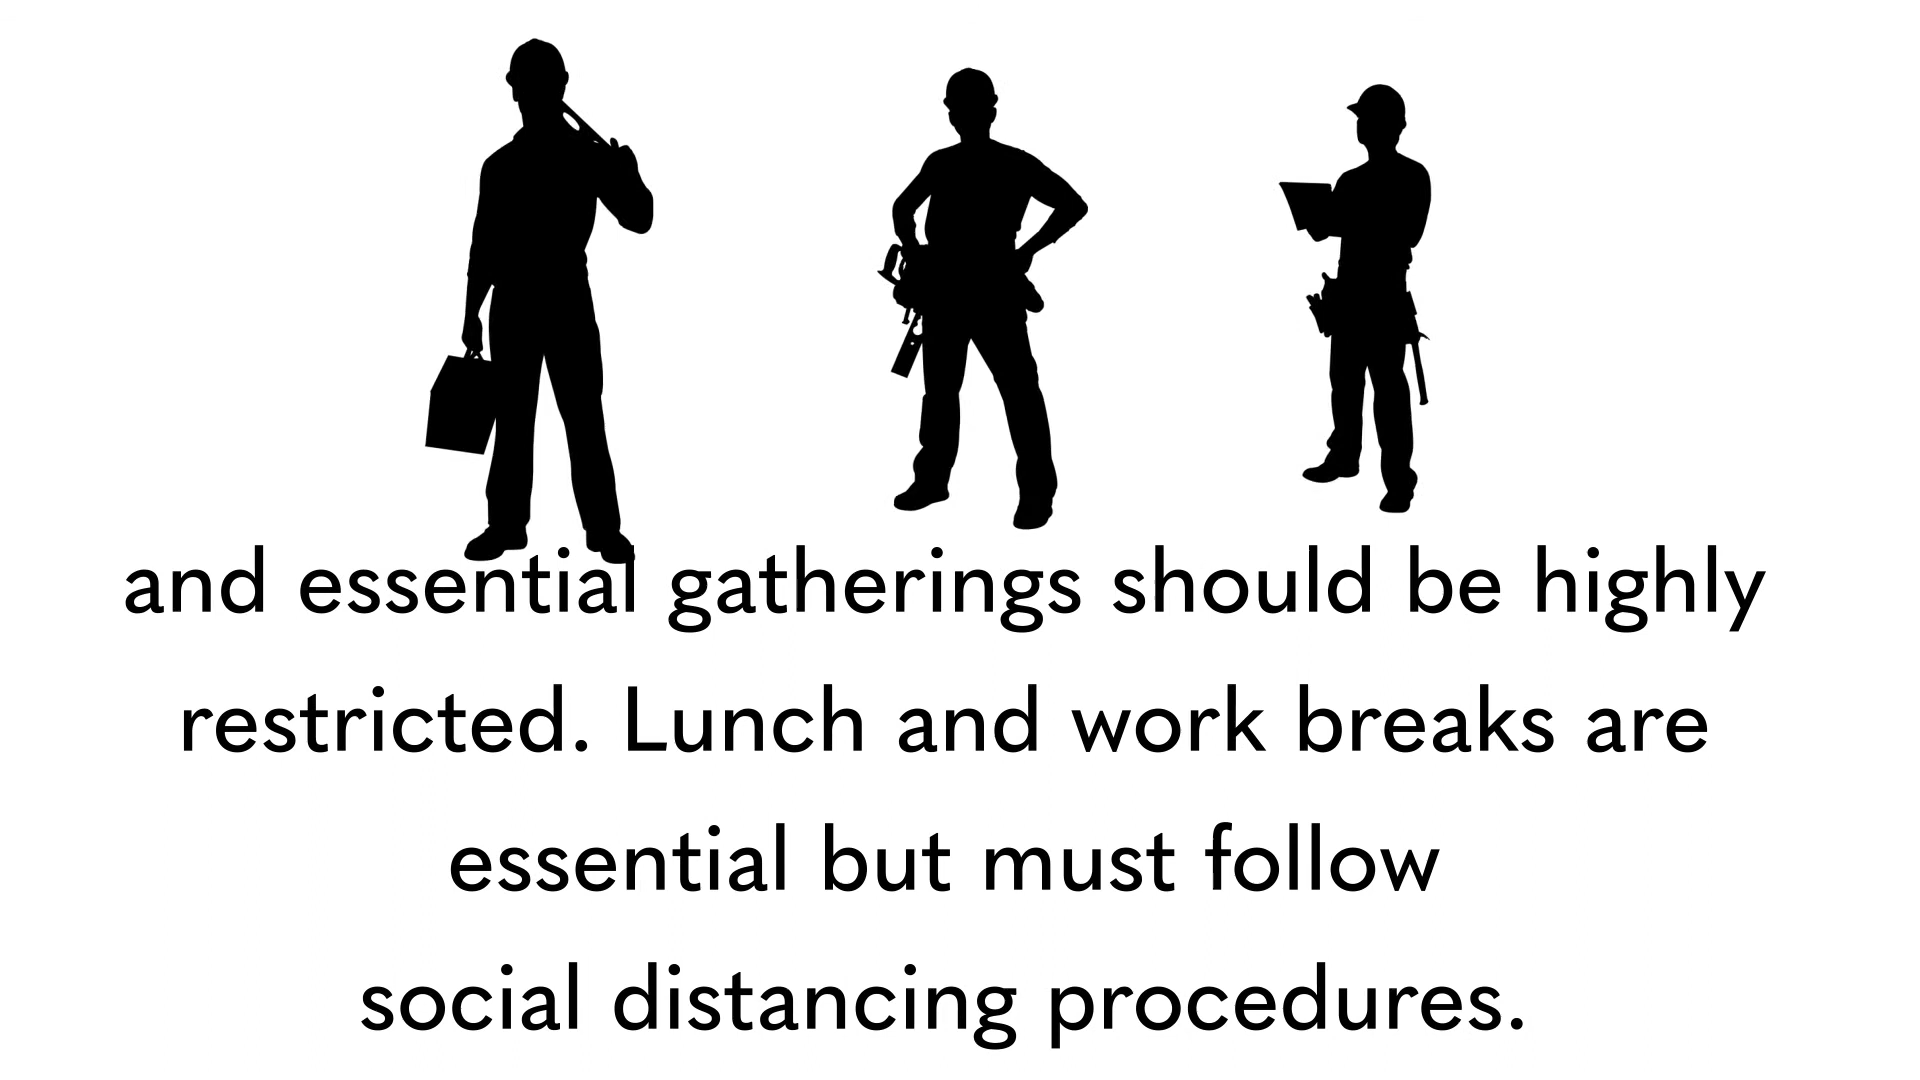 and essential gatherings should be highly
restricted. Lunch and work breaks are
essential but must follow
social distancing procedures.